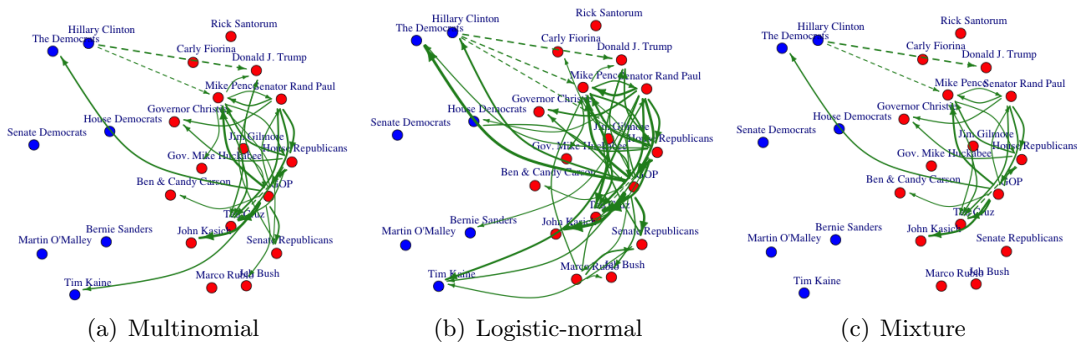 Rick Santorum
Hillary Clinton
The Democrats
Carly Fiorina
Donald J. Trump
Mike Pence
Senator Rand Paul
Governor Christie
House Democrats
Senate Democrats
Jim Gilmore
House Republicans
Gov. Mike Huckabee
GOP
Ben & Candy Carson
Ted Cruz
Bernie Sanders
John Kasich
Senate Republicans
Martin O'Malley
Tim Kaine
Marco Rubio
Jeb Bush
(a) Multinomial
Rick Santorum
Hillary Clinton
The Democrats
Carly Fiorina
Donald J. Trump
Mike Pence
Senator Rand Paul
Governor Christie
House Democrats
Senate Democrats
Jim Gilmore
House Republicans
Gov. Mike Huckabee
GOP
Ben & Candy Carson
Ted Cruz
Bernie Sanders
John Kasich
Senate Republicans
Martin O'Malley
Tim Kaine
Marco Rubio
Jeb Bush
(b) Logistic-normal
Rick Santorum
Hillary Clinton
The Democrats
Carly Fiorina
Donald J. Trump
Mike Pence
Senator Rand Paul
Governor Christie
House Democrats
Senate Democrats
Jim Gilmore
House Republicans
Gov. Mike Huckabee
GOP
Ben & Candy Carson
Ted Cruz
Bernie Sanders
John Kasich
Senate Republicans
Martin O'Malley
Tim Kaine
Marco Rubio
Jeb Bush
(c) Mixture